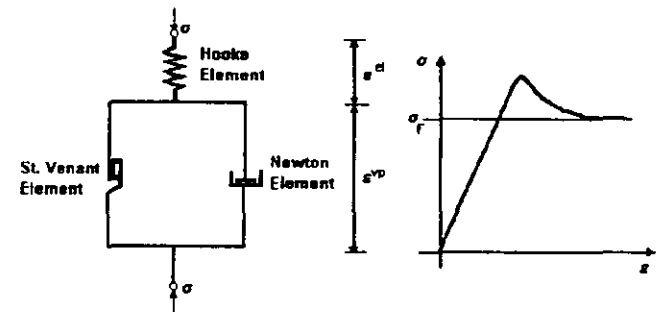 σ
Hooke
Element
ε^el
St. Venant
Element
Newton
Element
ε^vp
σ
σ
σ_F
ε